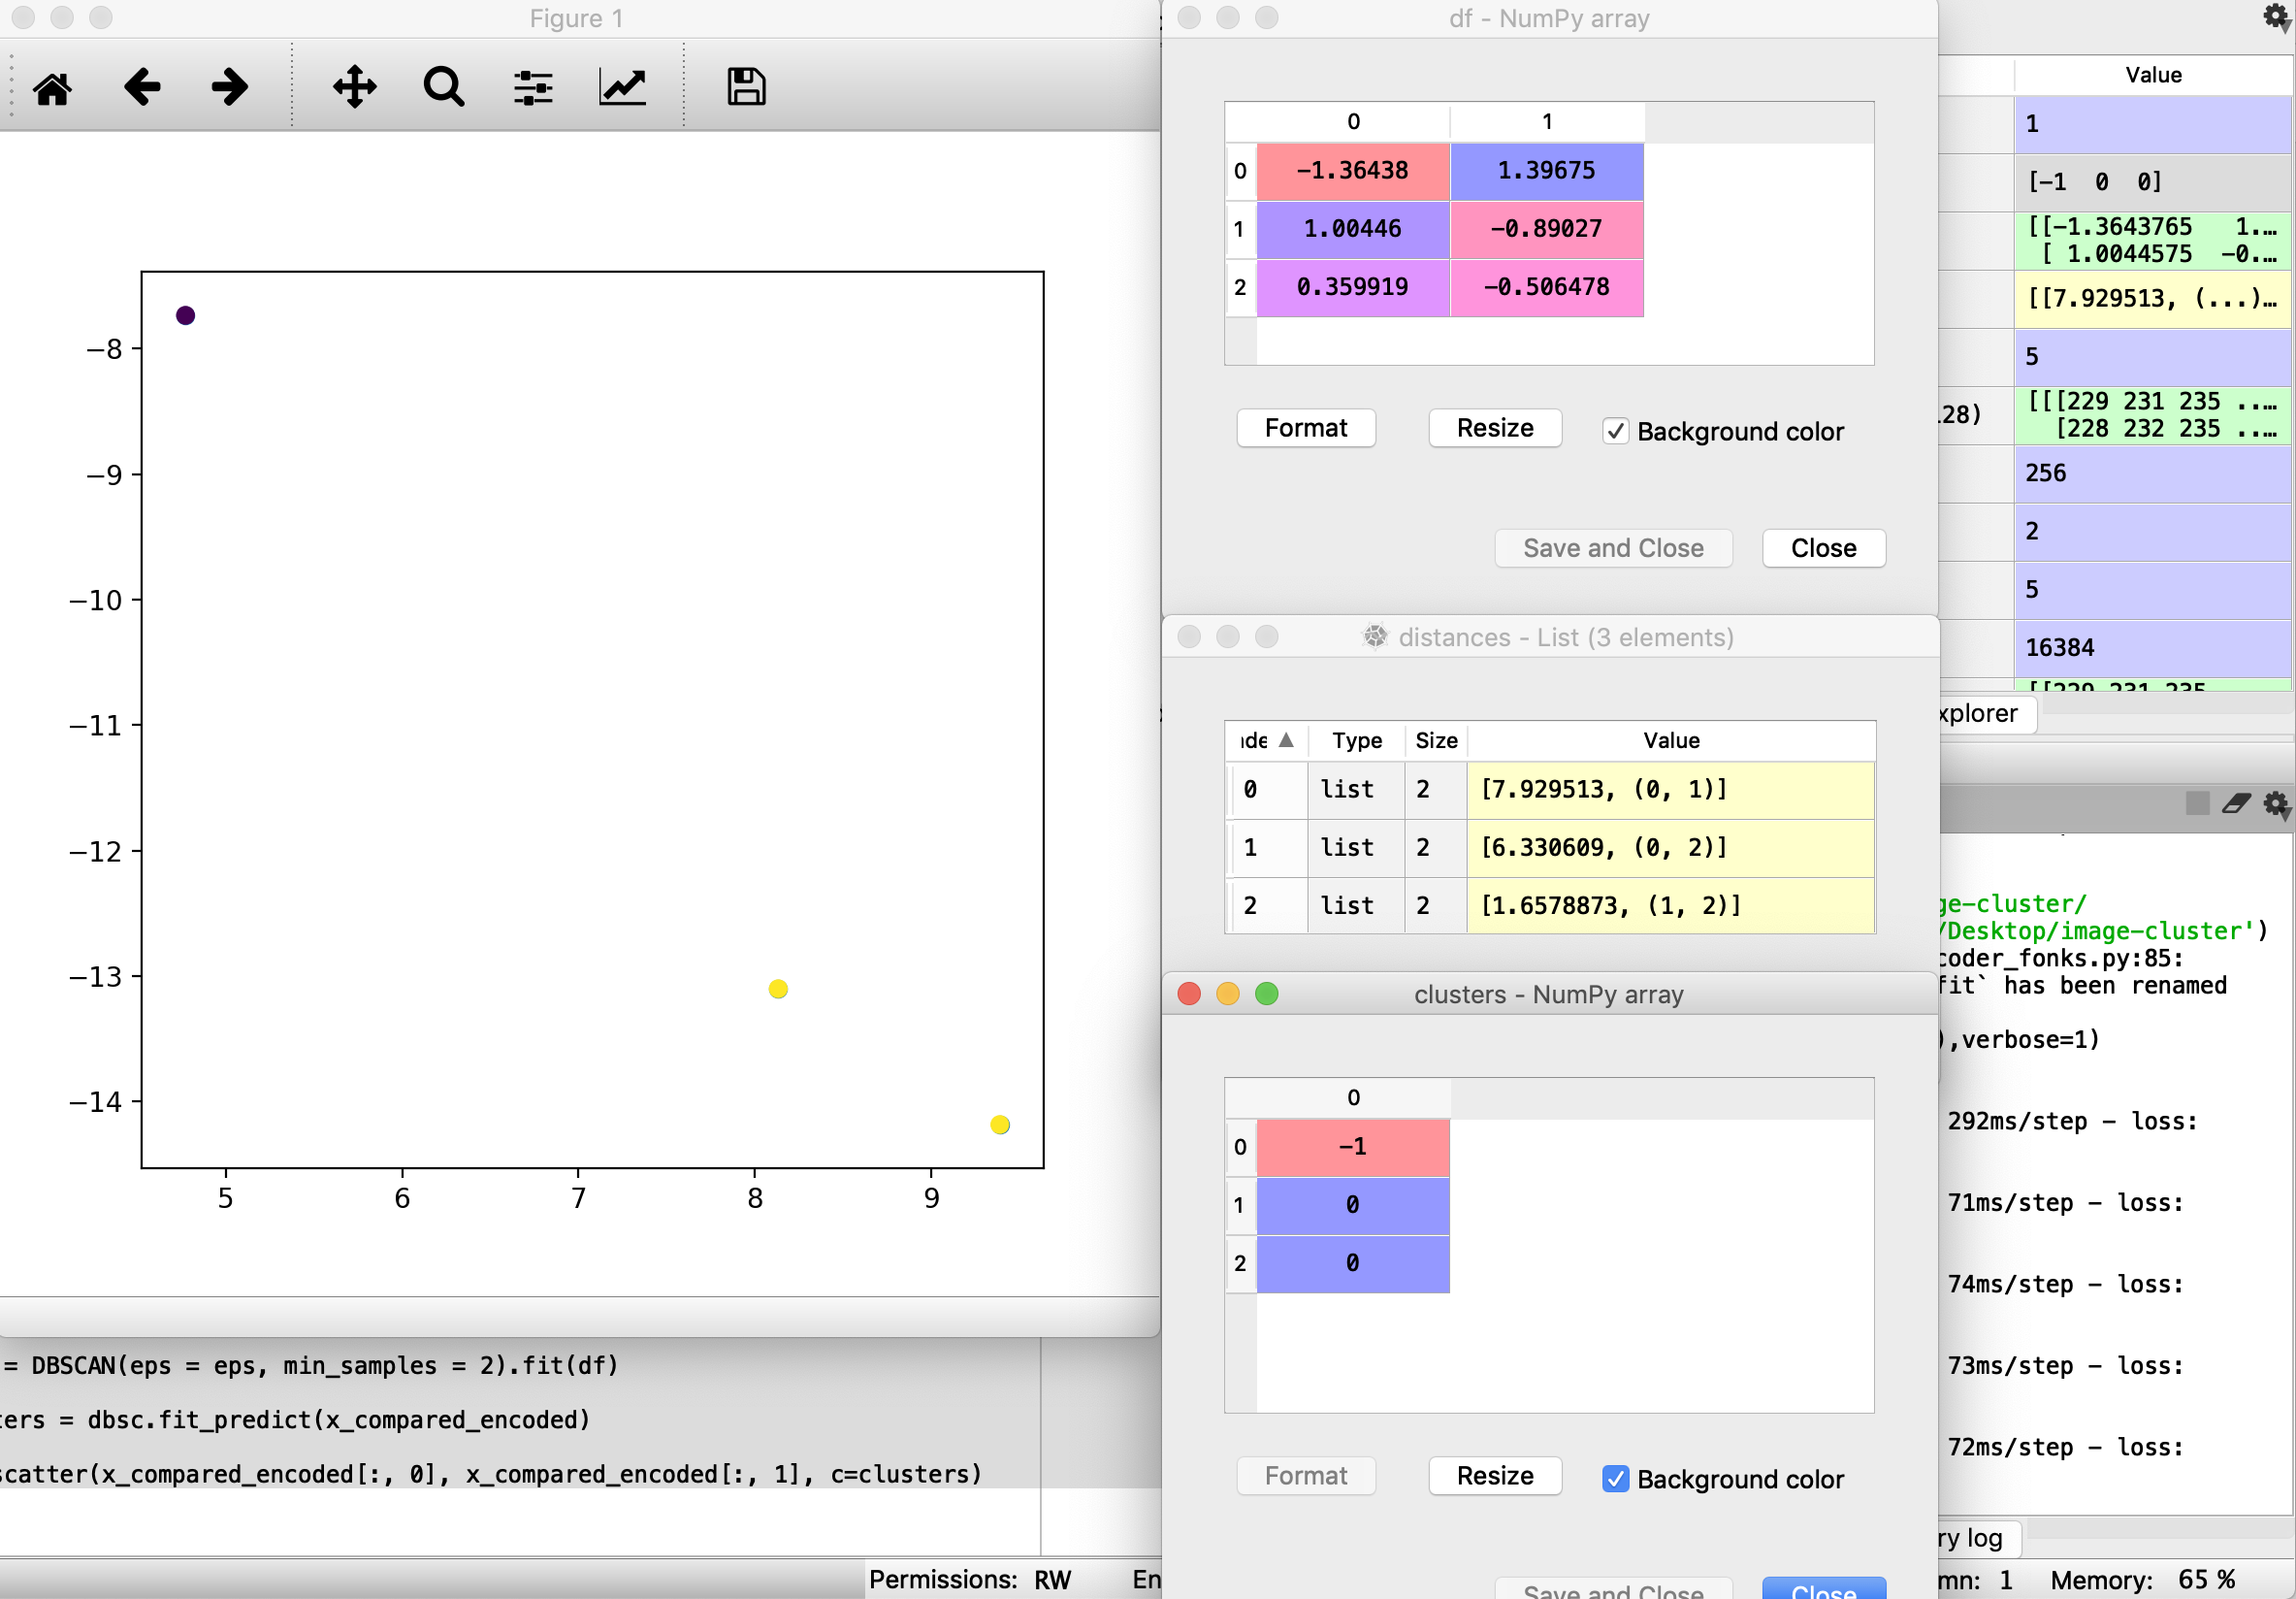 Figure 1
−8
−9
−10
−11
−12
−13
−14
5 6 7 8 9
= DBSCAN(eps = eps, min_samples = 2).fit(df)
ters = dbsc.fit_predict(x_compared_encoded)
scatter(x_compared_encoded[:, 0], x_compared_encoded[:, 1], c=clusters)
Permissions: RW En
df - NumPy array
0 1
0 −1.36438 1.39675
1 1.00446 −0.89027
2 0.359919 −0.506478
Format Resize Background color
Save and Close Close
distances - List (3 elements)
nde Type Size Value
0 list 2 [7.929513, (0, 1)]
1 list 2 [6.330609, (0, 2)]
2 list 2 [1.6578873, (1, 2)]
clusters - NumPy array
0
0 −1
1 0
2 0
Format Resize Background color
Save and Close Close
Value
1
[−1 0 0]
[[−1.3643765 1.…
[ 1.0044575 −0.…
[[7.929513, (...)…
5
28) [[[229 231 235 ..…
[228 232 235 ..…
256
2
5
16384
[[229 231 235
xplorer
ge−cluster/
/Desktop/image−cluster')
coder_fonks.py:85:
fit` has been renamed
),verbose=1)
292ms/step − loss:
71ms/step − loss:
74ms/step − loss:
73ms/step − loss:
72ms/step − loss:
ry log
mn: 1 Memory: 65 %